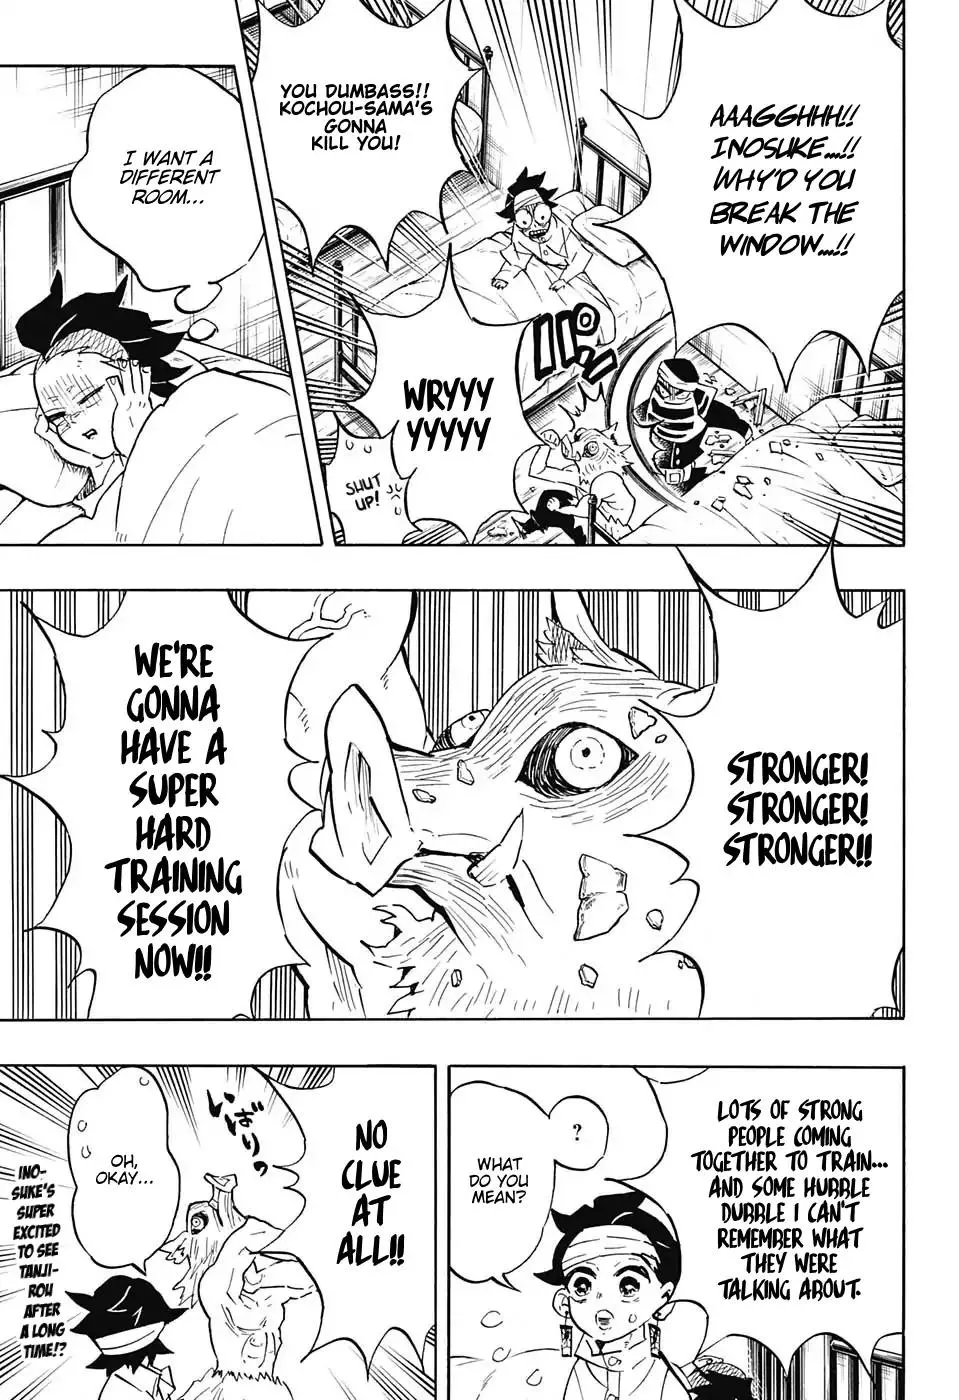 AAAGGHHH!!
INOSUKE...!!
WHY'D YOU
BREAK THE
WINDOW...!!
YOU DUMBASS!!
KOCHOU-SAMA'S
GONNA
KILL YOU!
パン
WRYYY
YYYYY
SHUT
UP!
I WANT A
DIFFERENT
ROOM...
STRONGER!
STRONGER!
STRONGER!!
WE'RE
GONNA
HAVE A
SUPER
HARD
TRAINING
SESSION
NOW!!
LOTS OF STRONG
PEOPLE COMING
TOGETHER TO TRAIN...
AND SOME HUBBLE
DUBBLE I CAN'T
REMEMBER WHAT
THEY WERE
TALKING ABOUT.
?
WHAT
DO YOU
MEAN?
NO
CLUE
AT
ALL!!
いばりっ
OH,
OKAY...
INO-
SUKE'S
SUPER
EXCITED
TO SEE
TANJI-
ROU
AFTER
A LONG
TIME!?